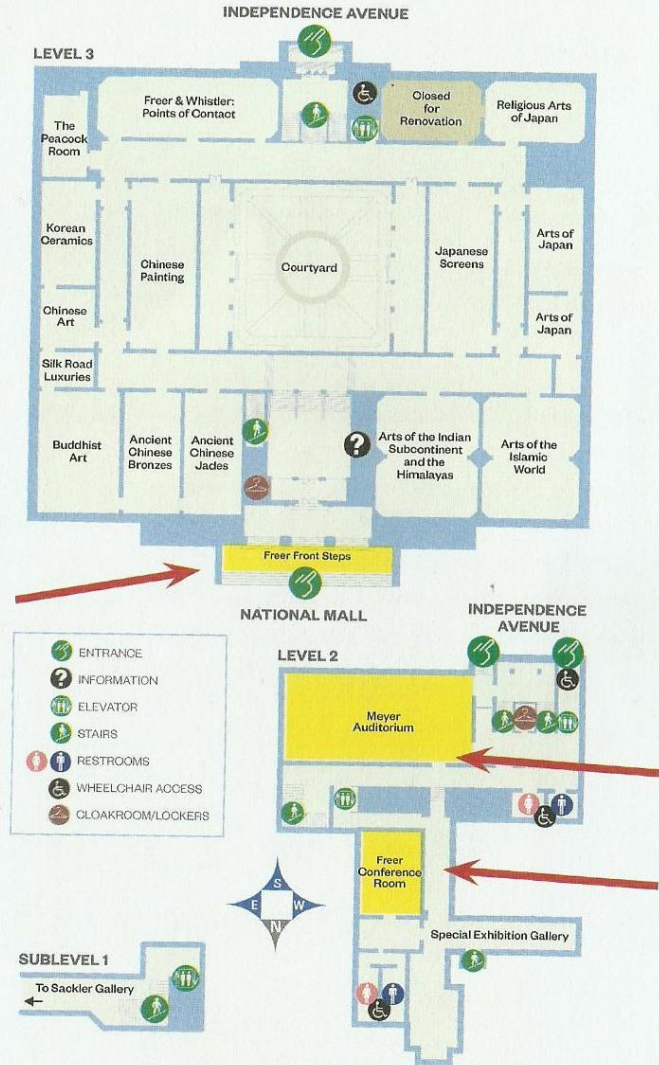 INDEPENDENCE AVENUE
LEVEL 3
Freer & Whistler:
Points of Contact
Closed
for
Renovation
Religious Arts
of Japan
The
Peacock
Room
Korean
Ceramics
Chinese
Painting
Courtyard
Japanese
Screens
Arts of
Japan
Chinese
Art
Arts of
Japan
Silk Road
Luxuries
Buddhist
Art
Ancient
Chinese
Bronzes
Ancient
Chinese
Jades
?
Arts of the Indian
Subcontinent
and the
Himalayas
Arts of the
Islamic
World
Freer Front Steps
NATIONAL MALL
INDEPENDENCE
AVENUE
ENTRANCE
? INFORMATION
ELEVATOR
STAIRS
RESTROOMS
WHEELCHAIR ACCESS
CLOAKROOM/LOCKERS
LEVEL 2
Meyer
Auditorium
Freer
Conference
Room
Special Exhibition Gallery
S
E W
N
SUBLEVEL 1
To Sackler Gallery